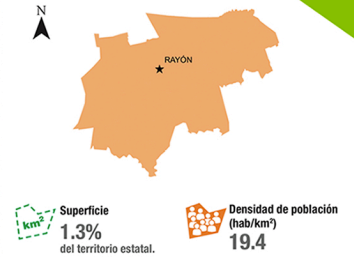 N
RAYÓN
km²
Superficie
1.3%
del territorio estatal.
Densidad de población
(hab/km²)
19.4